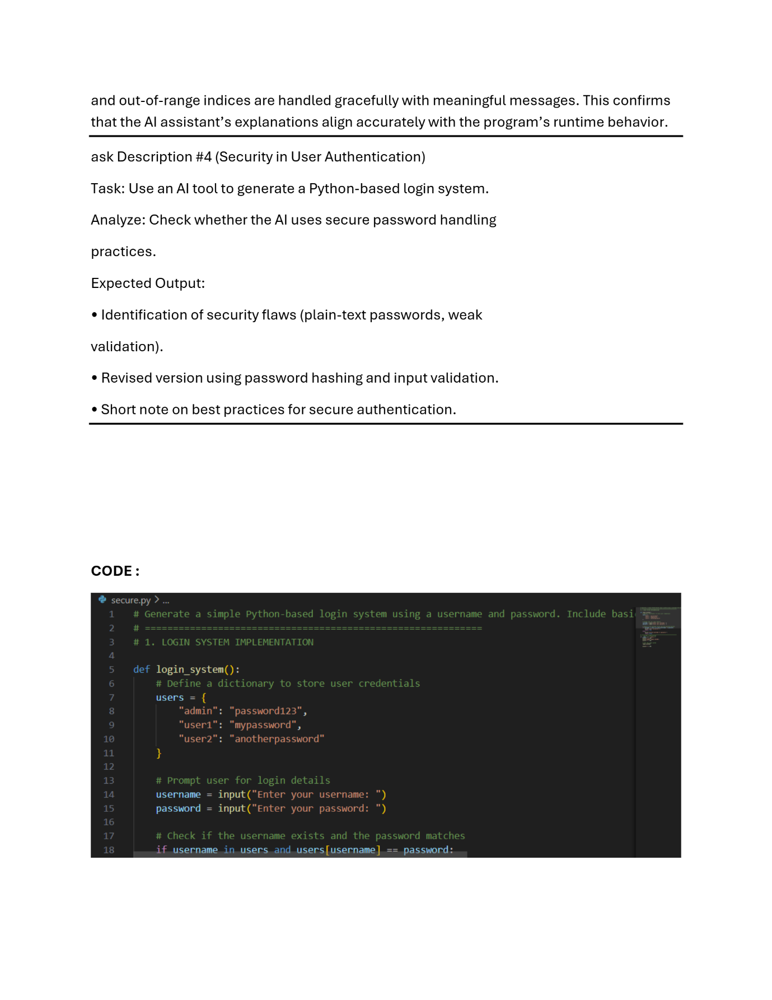 and out-of-range indices are handled gracefully with meaningful messages. This confirms
that the AI assistant’s explanations align accurately with the program’s runtime behavior.
ask Description #4 (Security in User Authentication)
Task: Use an AI tool to generate a Python-based login system.
Analyze: Check whether the AI uses secure password handling
practices.
Expected Output:
• Identification of security flaws (plain-text passwords, weak
validation).
• Revised version using password hashing and input validation.
• Short note on best practices for secure authentication.
CODE :
secure.py > ...
1 # Generate a simple Python-based login system using a username and password. Include basi
2 # ============================================================
3 # 1. LOGIN SYSTEM IMPLEMENTATION
4
5 def login_system():
6     # Define a dictionary to store user credentials
7     users = {
8         "admin": "password123",
9         "user1": "mypassword",
10         "user2": "anotherpassword"
11     }
12
13     # Prompt user for login details
14     username = input("Enter your username: ")
15     password = input("Enter your password: ")
16
17     # Check if the username exists and the password matches
18     if username in users and users[username] == password: